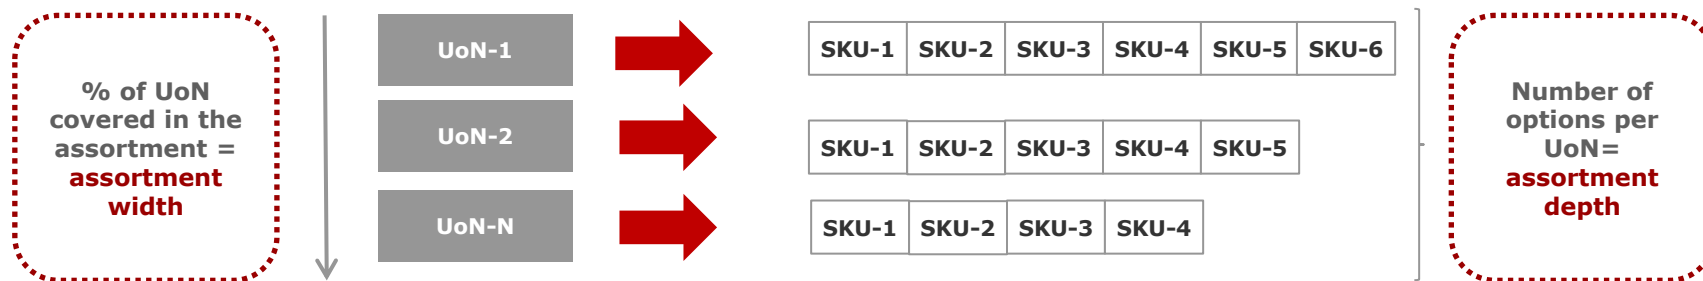 % of UoN
covered in the
assortment =
assortment
width
UoN-1
SKU-1 SKU-2 SKU-3 SKU-4 SKU-5 SKU-6
UoN-2
SKU-1 SKU-2 SKU-3 SKU-4 SKU-5
UoN-N
SKU-1 SKU-2 SKU-3 SKU-4
Number of
options per
UoN=
assortment
depth